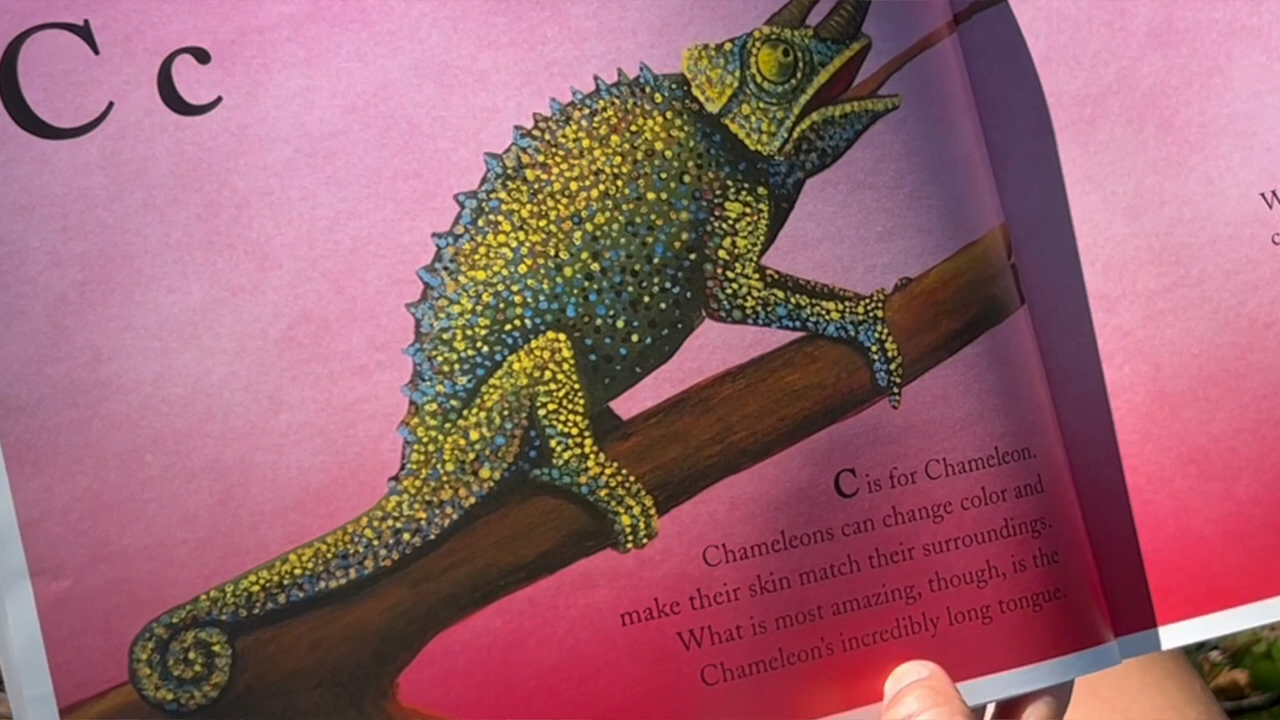 C c
C is for Chameleon.
Chameleons can change color and
make their skin match their surroundings.
What is most amazing, though, is the
Chameleon's incredibly long tongue.